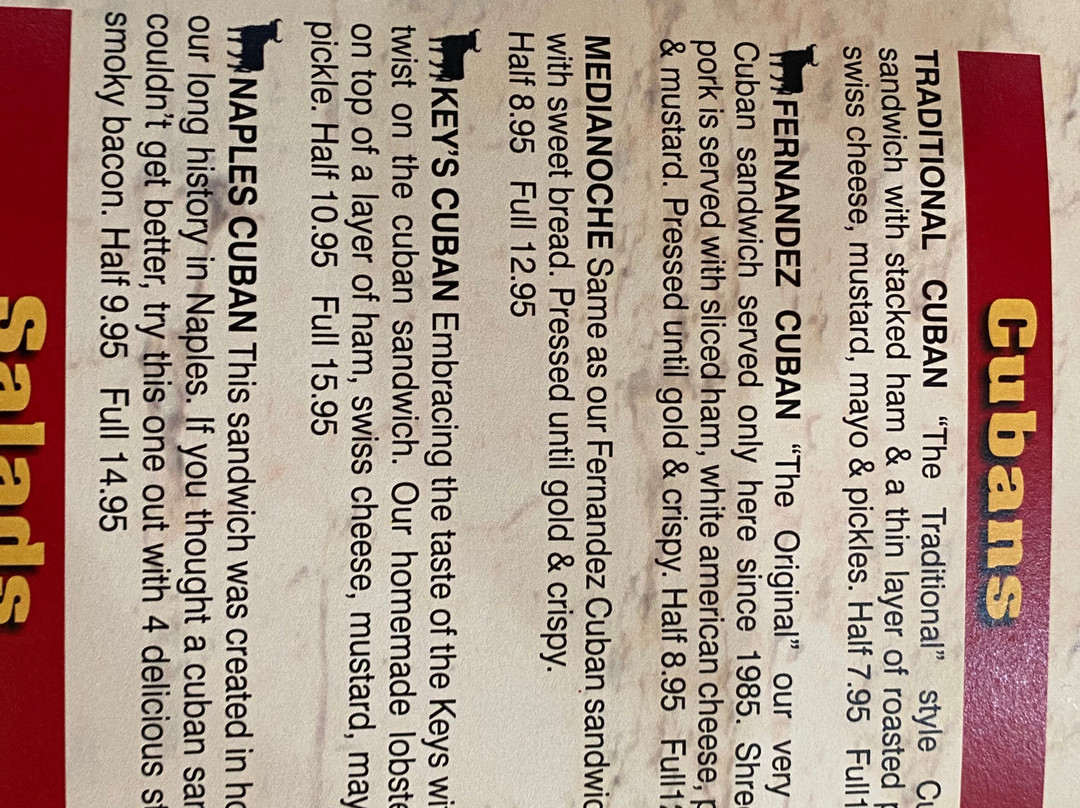 Cubans
TRADITIONAL CUBAN “The Traditional” style
sandwich with stacked ham & a thin layer of roasted
swiss cheese, mustard, mayo & pickles. Half 7.95 Full
FERNANDEZ CUBAN “The Original” our very
Cuban sandwich served only here since 1985.
pork is served with sliced ham, white american cheese,
& mustard. Pressed until gold & crispy. Half 8.95 Full
MEDIANOCHE Same as our Fernandez Cuban
with sweet bread. Pressed until gold & crispy.
Half 8.95 Full 12.95
KEY’S CUBAN Embracing the taste of the Keys
twist on the cuban sandwich. Our homemade
on top of a layer of ham, swiss cheese, mustard,
pickle. Half 10.95 Full 15.95
NAPLES CUBAN This sandwich was created in
our long history in Naples. If you thought a cuban
couldn’t get better, try this one out with 4 delicious
smoky bacon. Half 9.95 Full 14.95
Salads